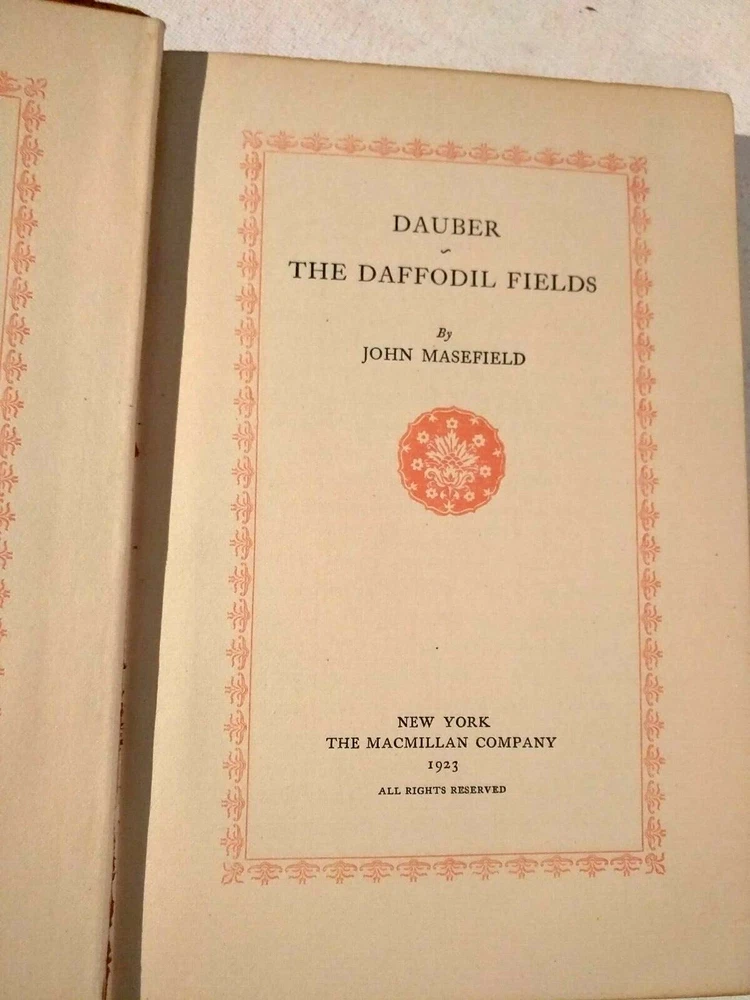 DAUBER
~
THE DAFFODIL FIELDS
By
JOHN MASEFIELD
NEW YORK
THE MACMILLAN COMPANY
1923
ALL RIGHTS RESERVED